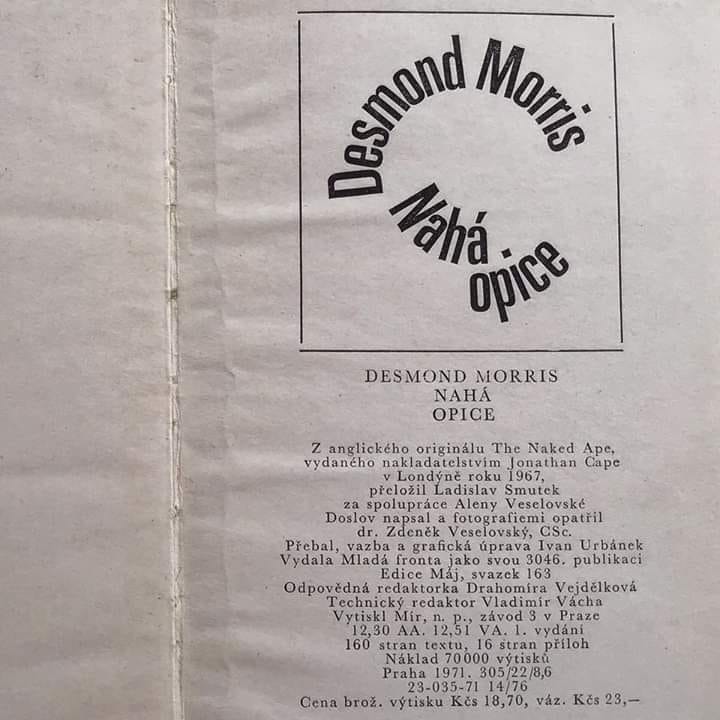 Desmond Morris
Nahá
opice
DESMOND MORRIS
NAHÁ
OPICE
Z anglického originálu The Naked Ape,
vydaného nakladatelstvím Jonathan Cape
v Londýně roku 1967,
přeložil Ladislav Smutek
za spolupráce Aleny Veselovské
Doslov napsal a fotografiemi opatřil
dr. Zdeněk Veselovský, CSc.
Přebal, vazba a grafická úprava Ivan Urbánek
Vydala Mladá fronta jako svou 3046. publikaci
Edice Máj, svazek 163
Odpovědná redaktorka Drahomíra Vejdělková
Technický redaktor Vladimír Vácha
Vytiskl Mír, n. p., závod 3 v Praze
12,30 AA. 12,51 VA. 1. vydání
160 stran textu, 16 stran příloh
Náklad 70000 výtisků
Praha 1971. 305/22/8,6
23-035-71 14/76
Cena brož. výtisku Kčs 18,70, váz. Kčs 23,—